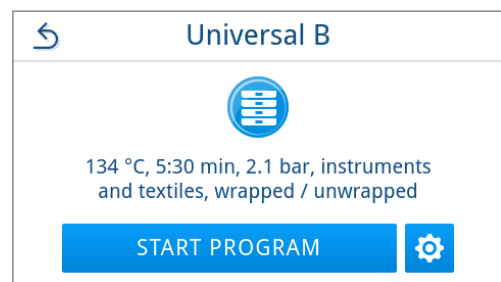 Universal B
134 °C, 5:30 min, 2.1 bar, instruments
and textiles, wrapped / unwrapped
START PROGRAM